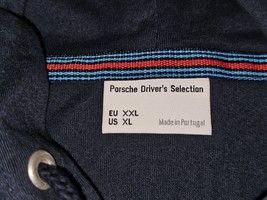 Porsche Driver's Selection
EU XXL
US XL
Made in Portugal